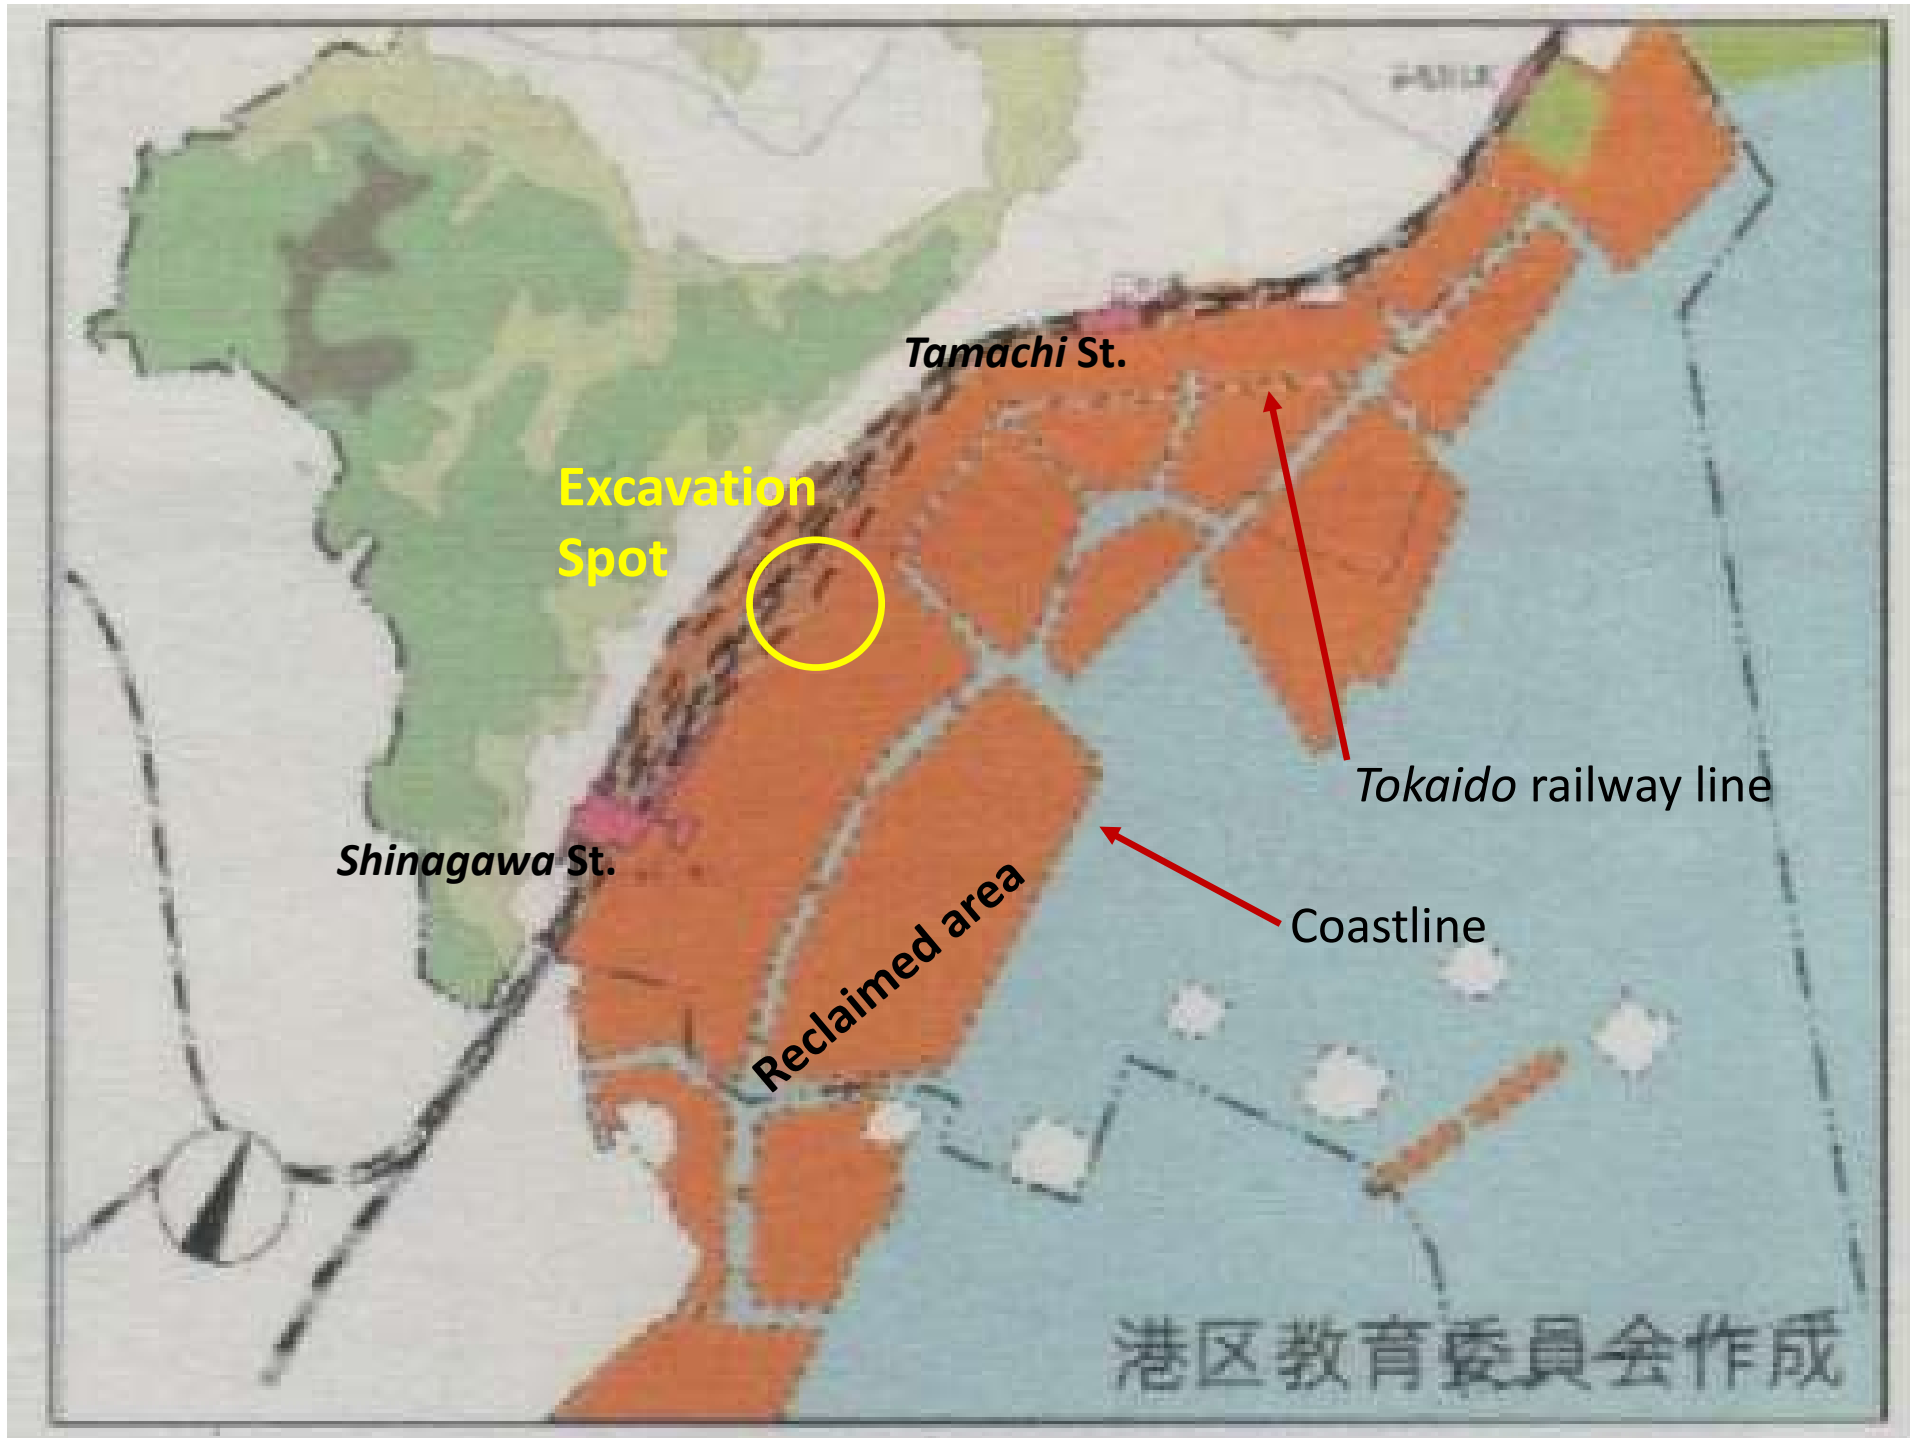 Tamachi St.
Excavation
Spot
Tokaido railway line
Shinagawa St.
Reclaimed area
Coastline
港区教育委員会作成